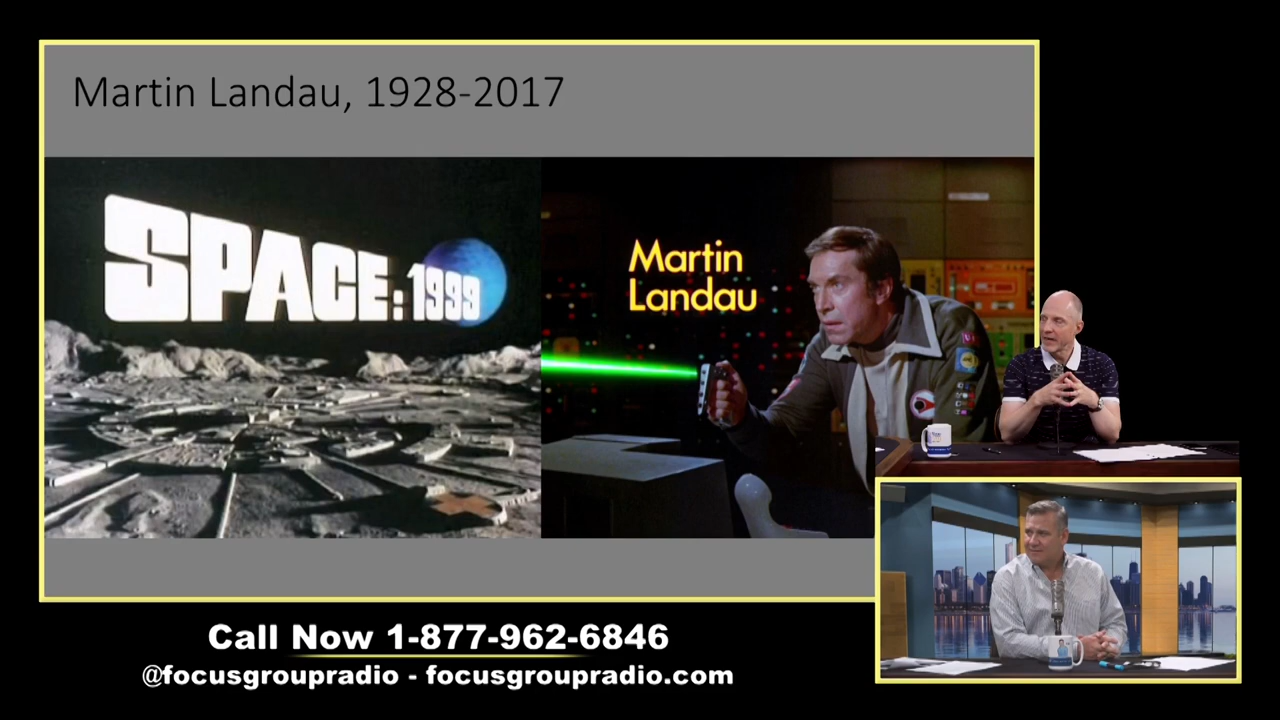 Martin Landau, 1928-2017
SPACE: 1999
Martin
Landau
Call Now 1-877-962-6846
@focusgroupradio - focusgroupradio.com